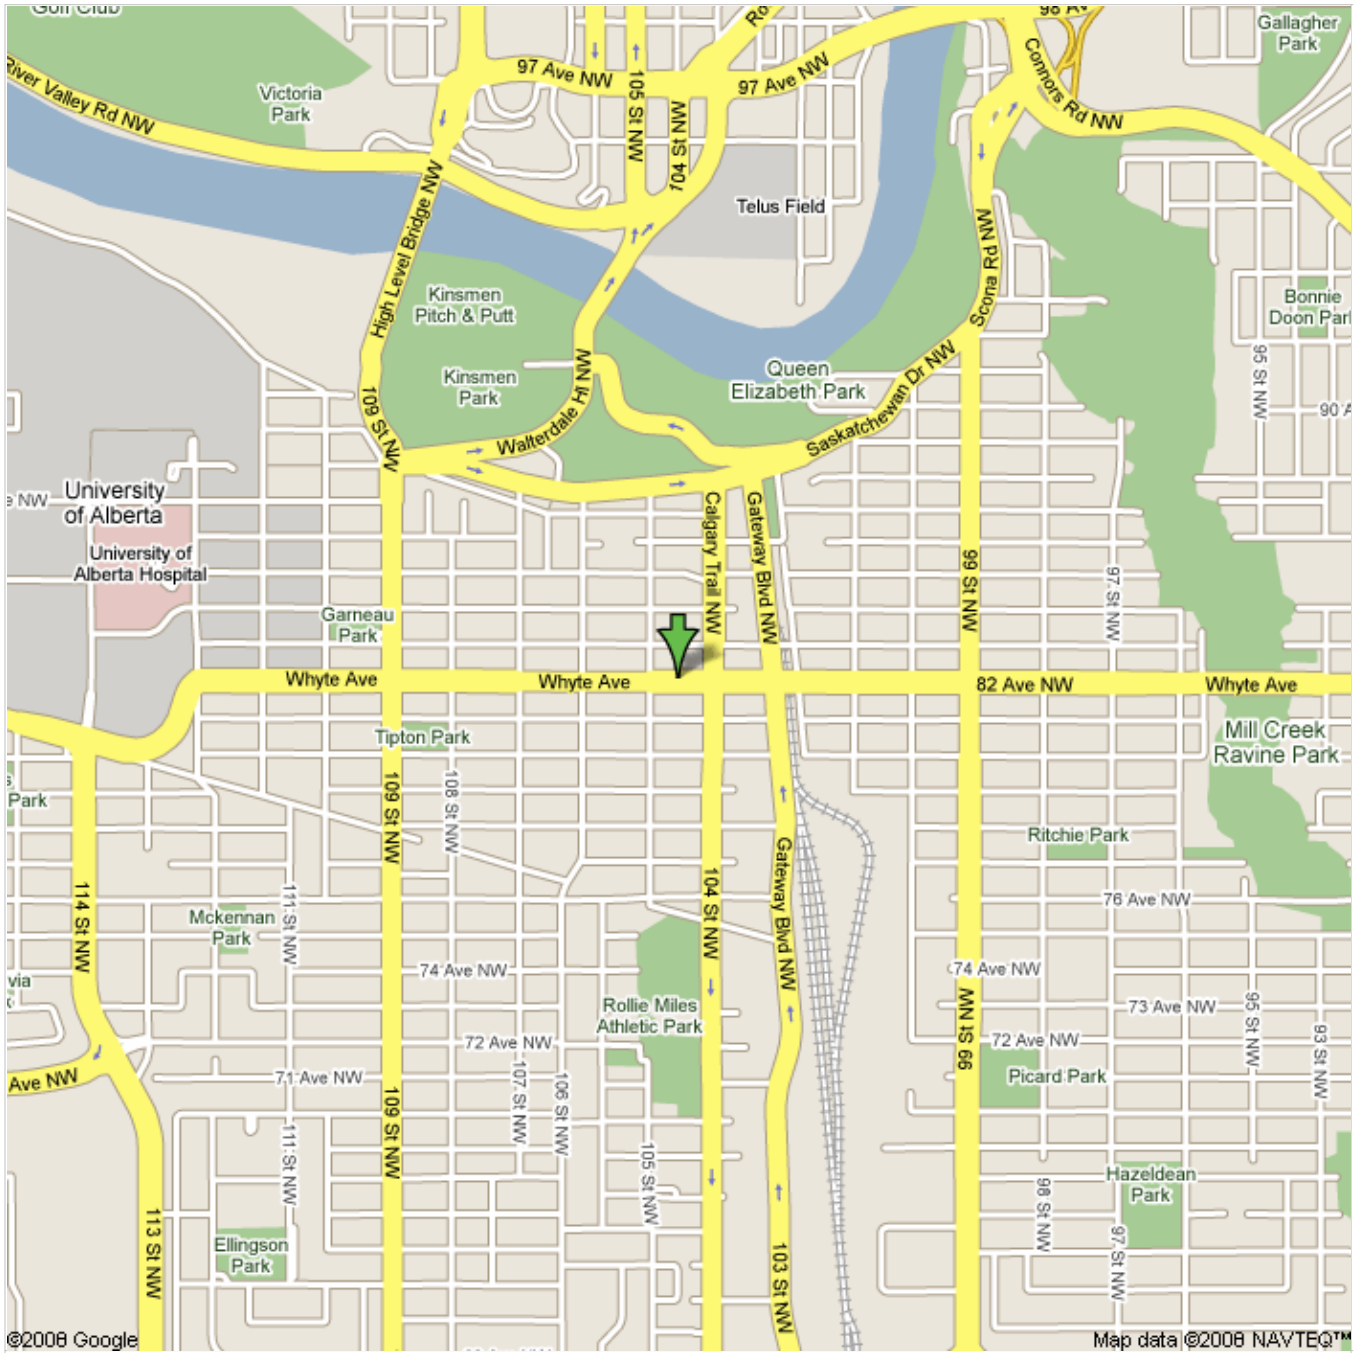 Golf Club
98 Av
Gallagher
Park
97 Ave NW
97 Ave NW
Connors Rd NW
River Valley Rd NW
Victoria
Park
105 St NW
104 St NW
High Level Bridge NW
Telus Field
Scona Rd NW
Kinsmen
Pitch & Putt
Bonnie
Doon Par
95 St NW
Kinsmen
Park
Queen
Elizabeth Park
Saskatchewan Dr NW
90 A
109 St NW
Walterdale Hl NW
University
of Alberta
e NW
University of
Alberta Hospital
Calgary Trail NW
Gateway Blvd NW
99 St NW
97 St NW
Garneau
Park
Whyte Ave
Whyte Ave
82 Ave NW
Whyte Ave
Tipton Park
Mill Creek
Ravine Park
s
Park
109 St NW
108 St NW
Ritchie Park
Gateway Blvd NW
104 St NW
114 St NW
111 St NW
76 Ave NW
Mckennan
Park
74 Ave NW
74 Ave NW
via
k
Rollie Miles
Athletic Park
73 Ave NW
95 St NW
93 St NW
99 St NW
72 Ave NW
72 Ave NW
Ave NW
71 Ave NW
107 St NW
106 St NW
Picard Park
109 St NW
111 St NW
105 St NW
Hazeldean
Park
98 St NW
97 St NW
113 St NW
Ellingson
Park
103 St NW
©2008 Google
Map data ©2008 NAVTEQ™